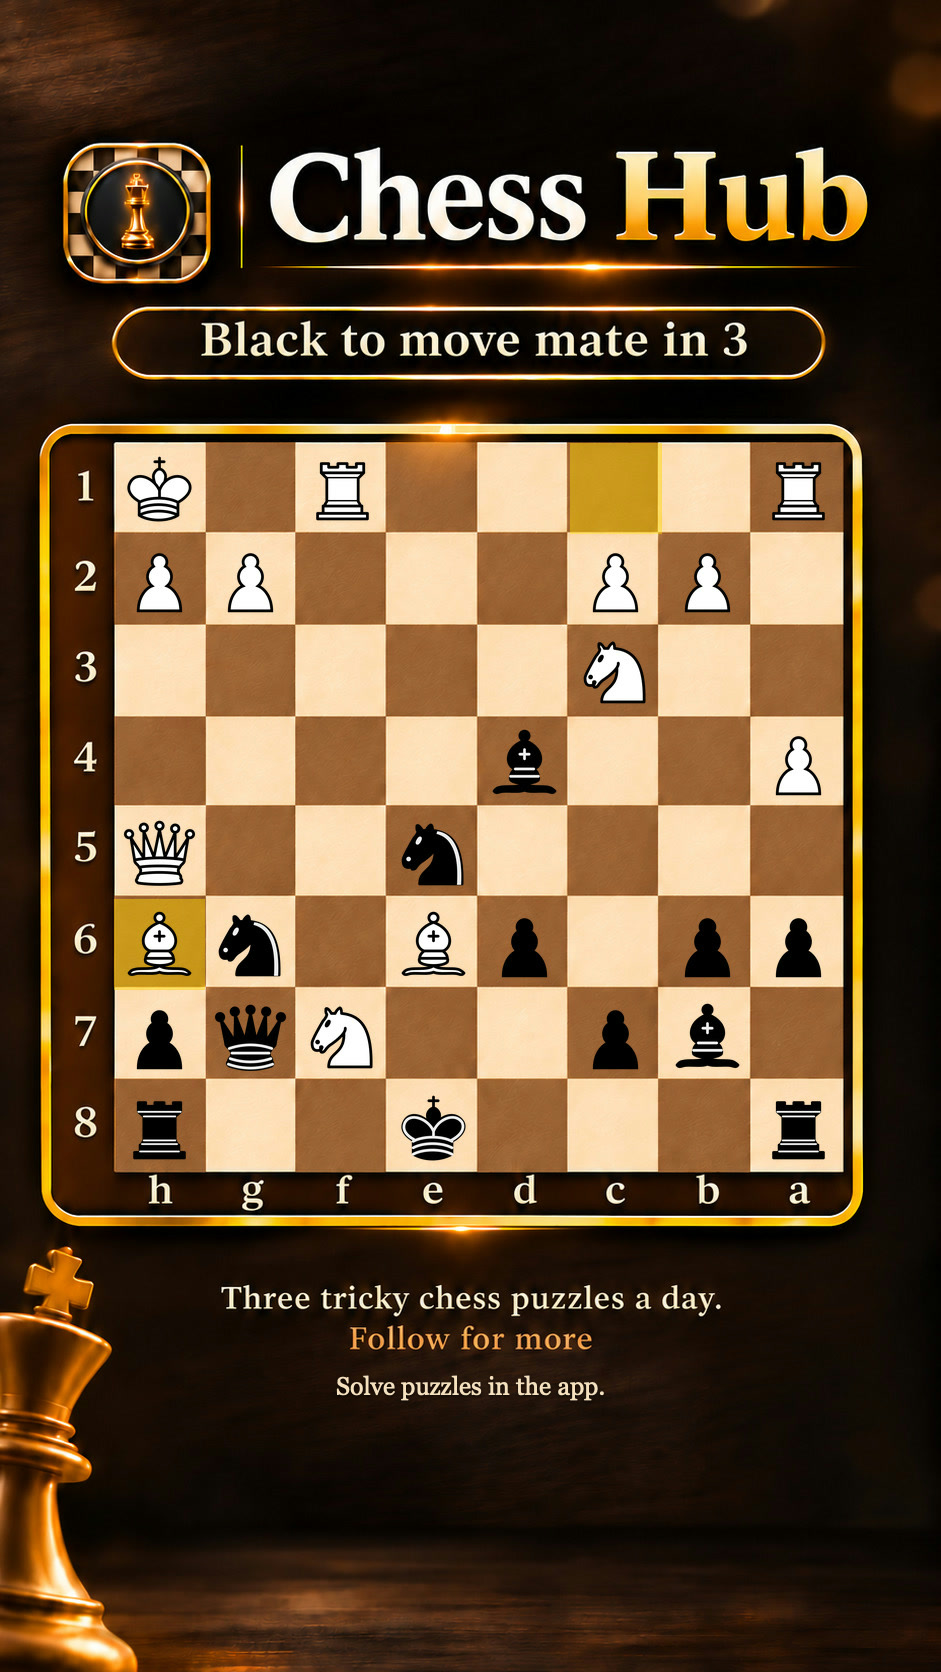 Chess Hub
Black to move mate in 3
1
2
3
4
5
6
7
8
h g f e d c b a
Three tricky chess puzzles a day.
Follow for more
Solve puzzles in the app.